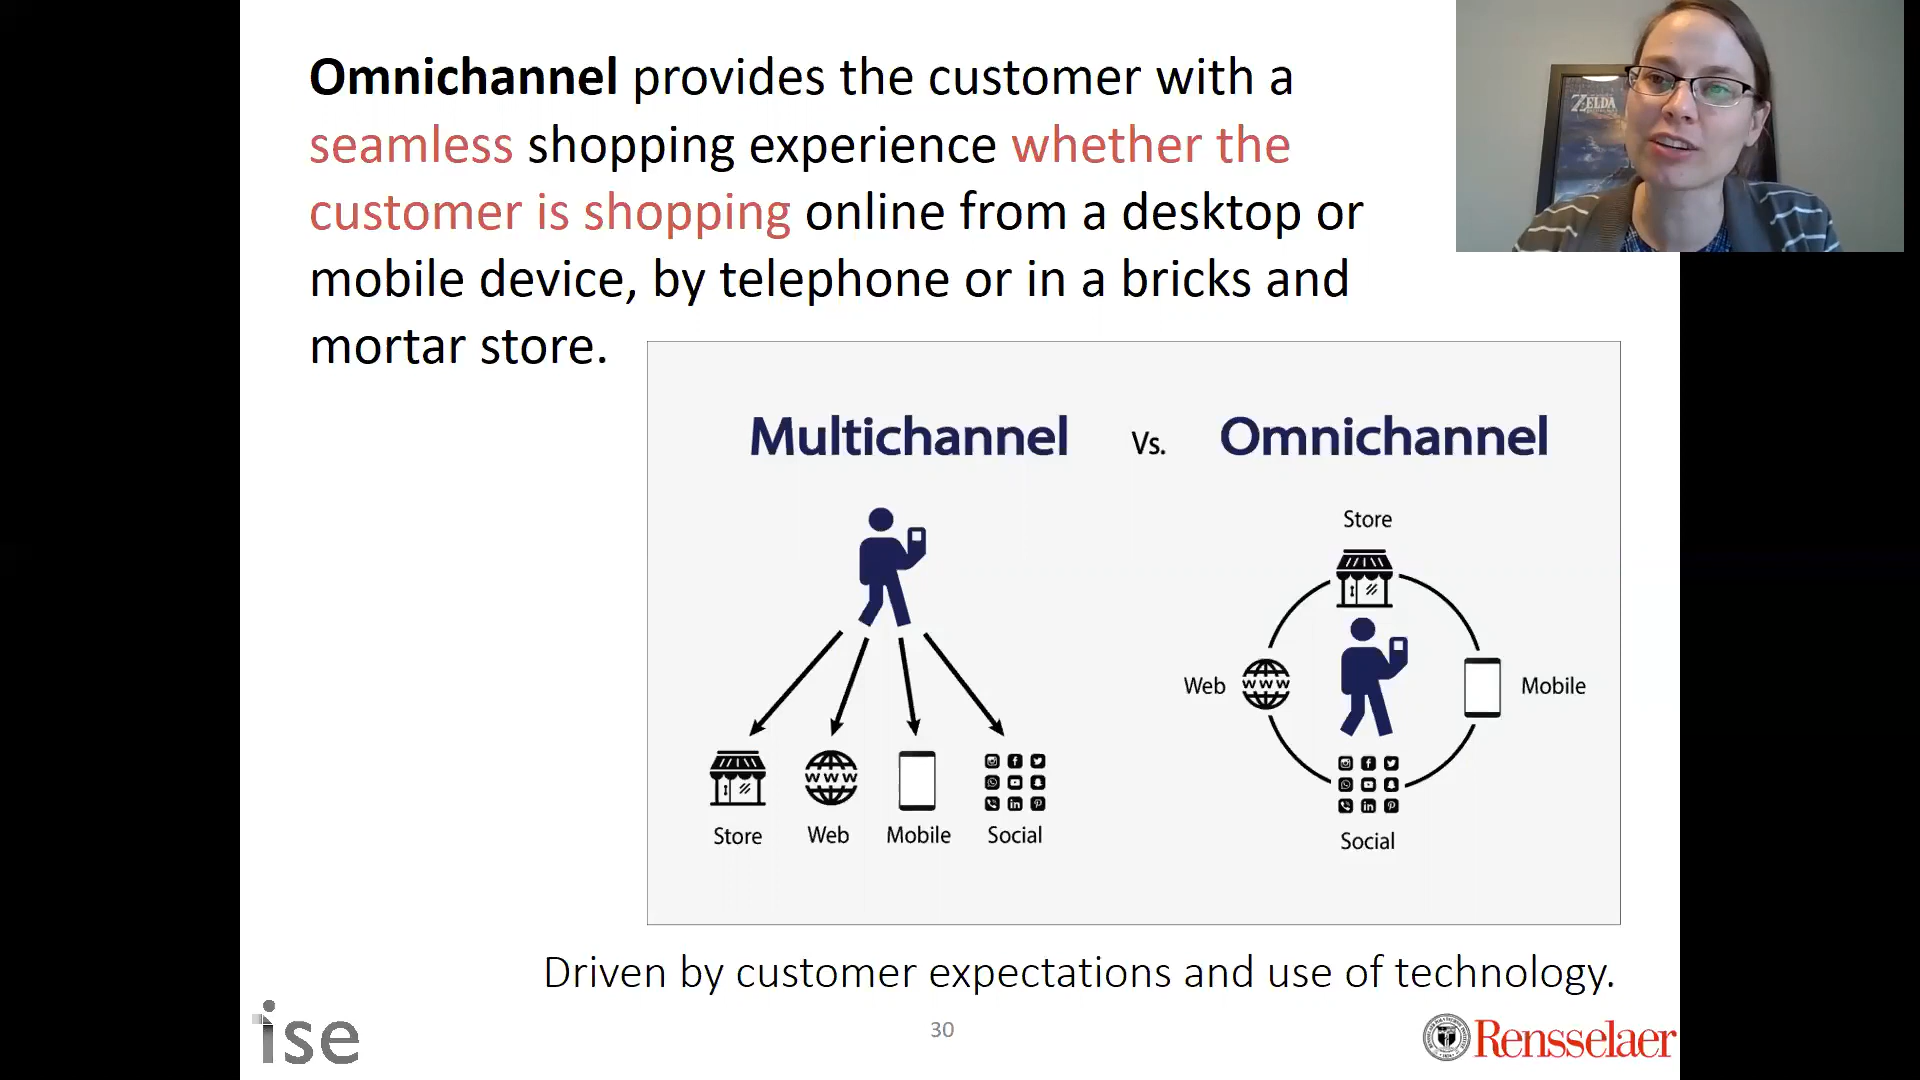 Omnichannel provides the customer with a
seamless shopping experience whether the
customer is shopping online from a desktop or
mobile device, by telephone or in a bricks and
mortar store.
ZELDA
Multichannel Vs. Omnichannel
Store
Web
www
Mobile
www
Store Web Mobile Social
Social
Driven by customer expectations and use of technology.
ise
30
Rensselaer